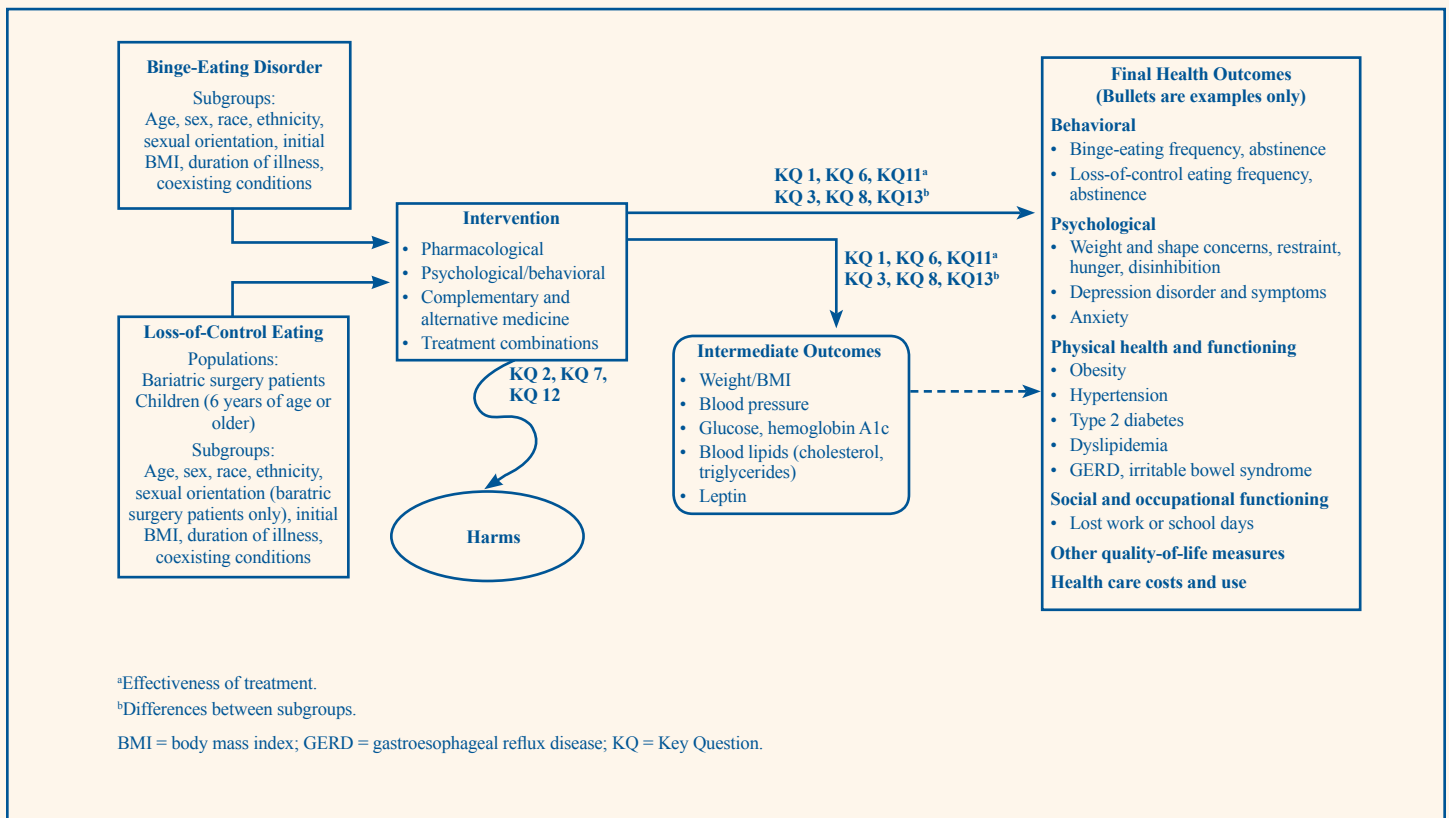 Binge-Eating Disorder
Subgroups:
Age, sex, race, ethnicity,
sexual orientation, initial
BMI, duration of illness,
coexisting conditions
Loss-of-Control Eating
Populations:
Bariatric surgery patients
Children (6 years of age or
older)
Subgroups:
Age, sex, race, ethnicity,
sexual orientation (baratric
surgery patients only), initial
BMI, duration of illness,
coexisting conditions
Intervention
• Pharmacological
• Psychological/behavioral
• Complementary and
alternative medicine
• Treatment combinations
KQ 2, KQ 7,
KQ 12
Harms
KQ 1, KQ 6, KQ11ᵃ
KQ 3, KQ 8, KQ13ᵇ
KQ 1, KQ 6, KQ11ᵃ
KQ 3, KQ 8, KQ13ᵇ
Intermediate Outcomes
• Weight/BMI
• Blood pressure
• Glucose, hemoglobin A1c
• Blood lipids (cholesterol,
triglycerides)
• Leptin
Final Health Outcomes
(Bullets are examples only)
Behavioral
• Binge-eating frequency, abstinence
• Loss-of-control eating frequency,
abstinence
Psychological
• Weight and shape concerns, restraint,
hunger, disinhibition
• Depression disorder and symptoms
• Anxiety
Physical health and functioning
• Obesity
• Hypertension
• Type 2 diabetes
• Dyslipidemia
• GERD, irritable bowel syndrome
Social and occupational functioning
• Lost work or school days
Other quality-of-life measures
Health care costs and use
ᵃEffectiveness of treatment.
ᵇDifferences between subgroups.
BMI = body mass index; GERD = gastroesophageal reflux disease; KQ = Key Question.